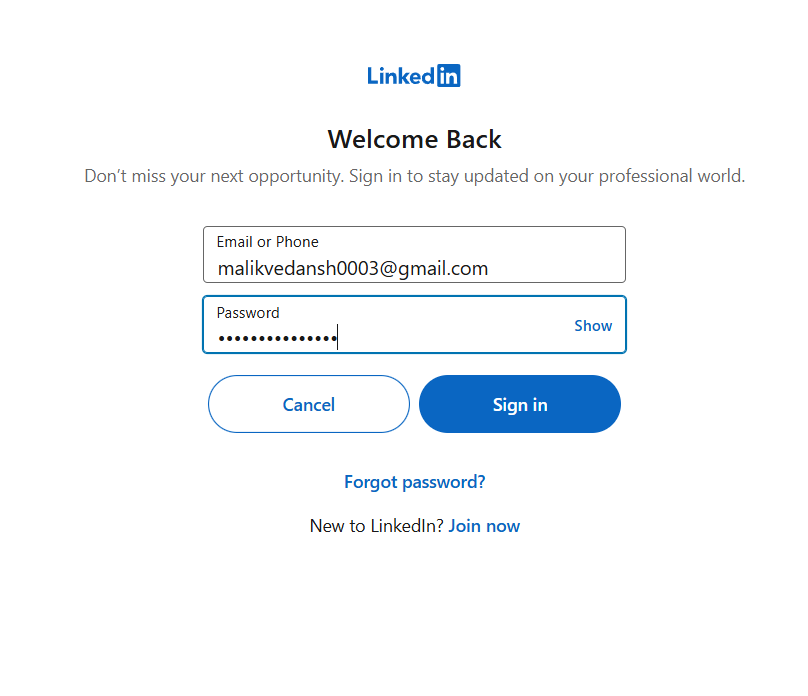 LinkedIn
Welcome Back
Don’t miss your next opportunity. Sign in to stay updated on your professional world.
Email or Phone
malikvedansh0003@gmail.com
Password
•••••••••••••••
Show
Cancel
Sign in
Forgot password?
New to LinkedIn? Join now